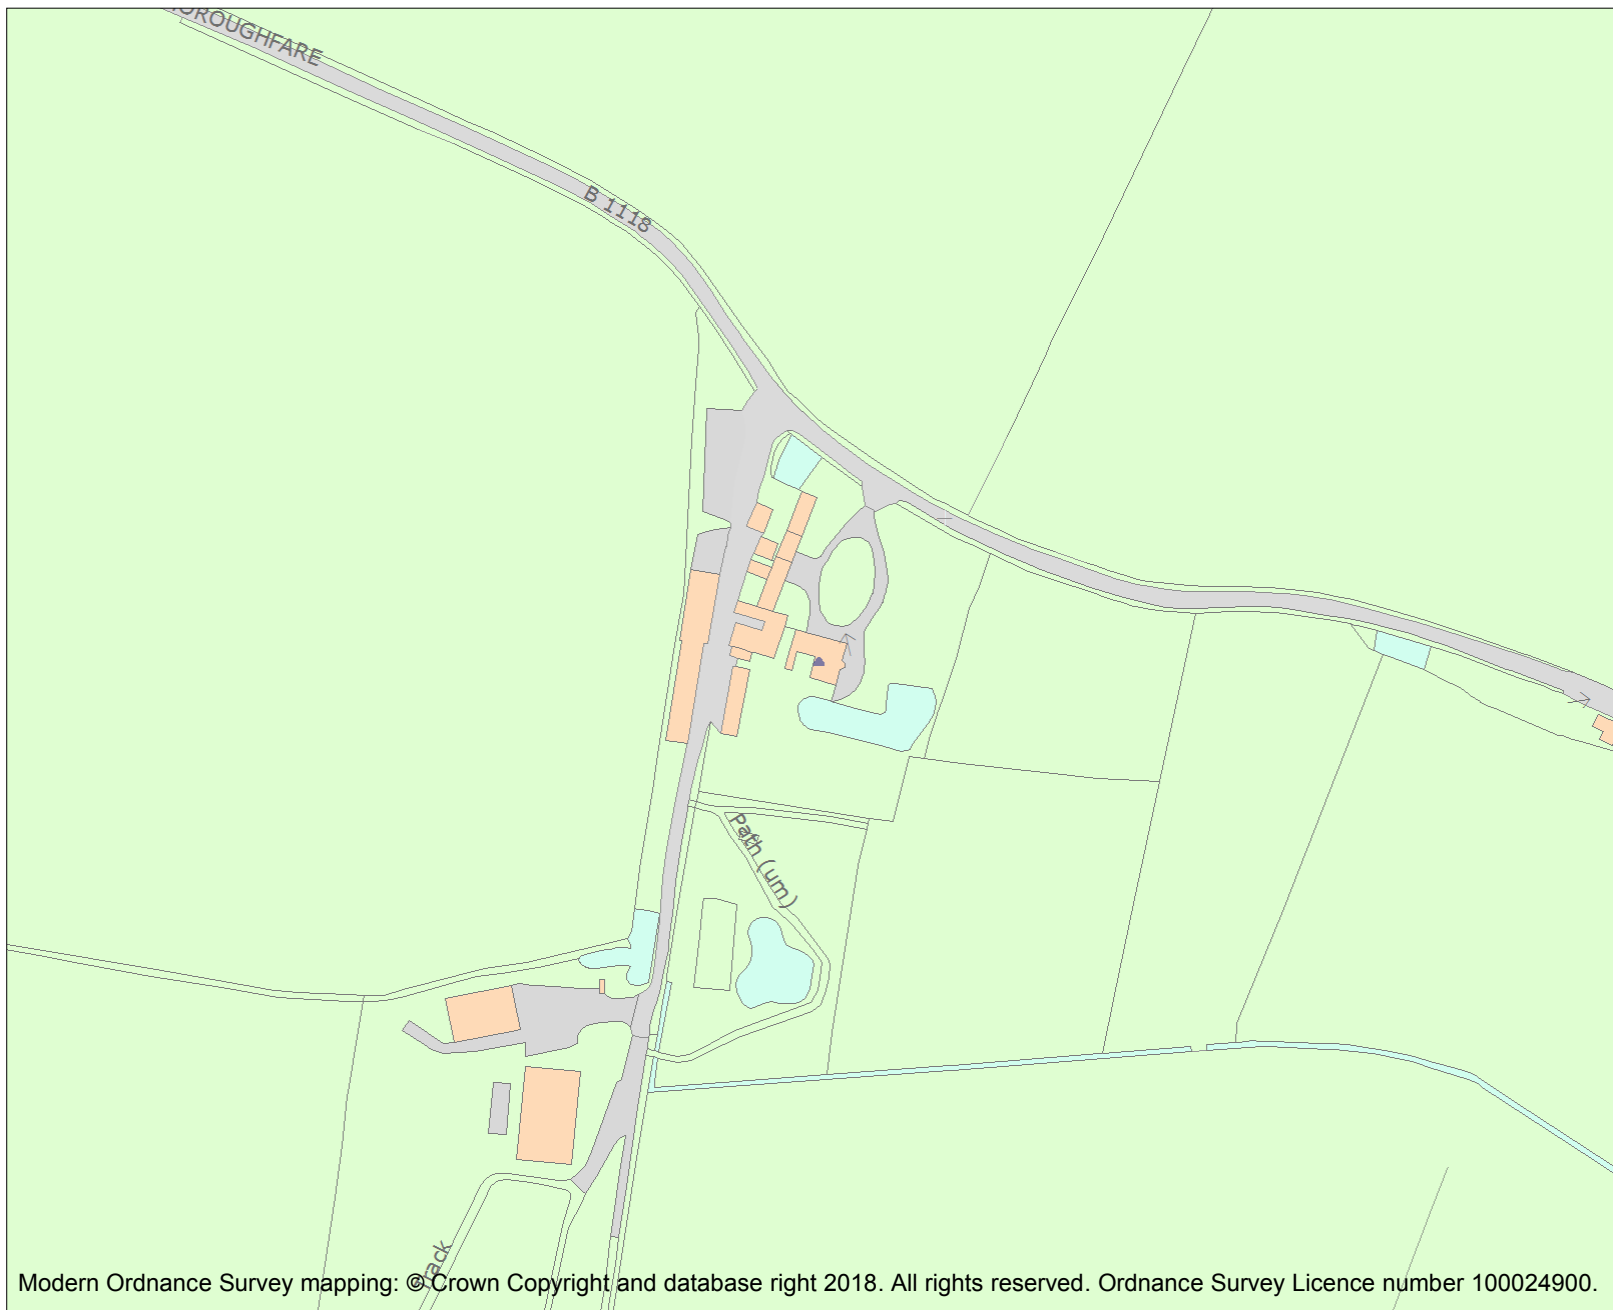 OROUGHFARE
B 1118
Path (um)
rack
Modern Ordnance Survey mapping: © Crown Copyright and database right 2018. All rights reserved. Ordnance Survey Licence number 100024900.